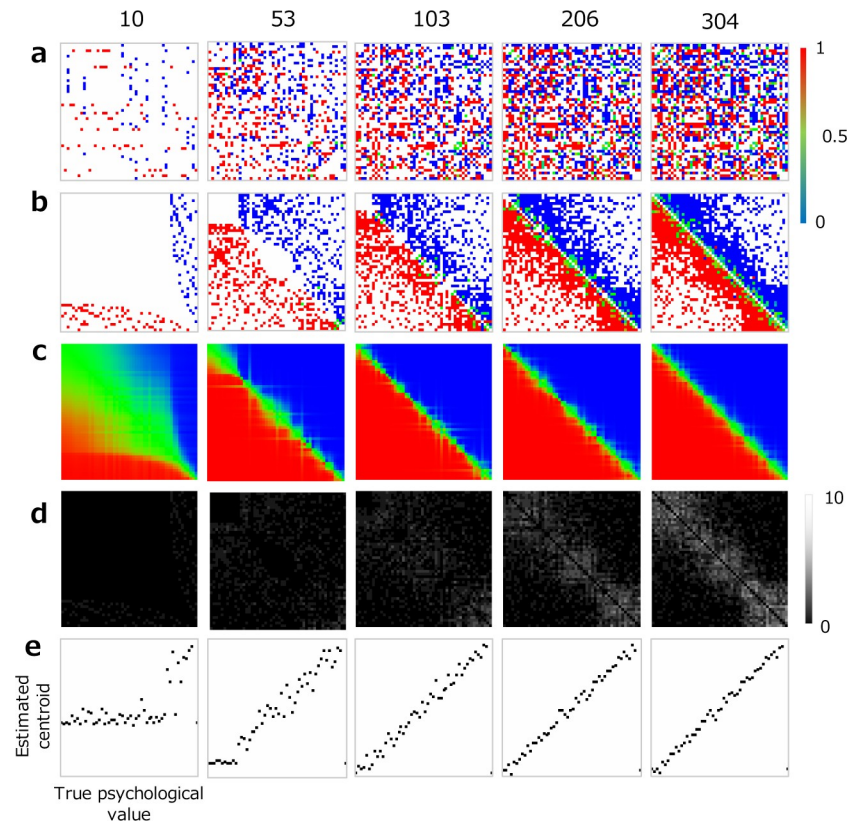 10 53 103 206 304
a
1
0.5
0
b
c
d
10
0
e
Estimated
centroid
True psychological
value